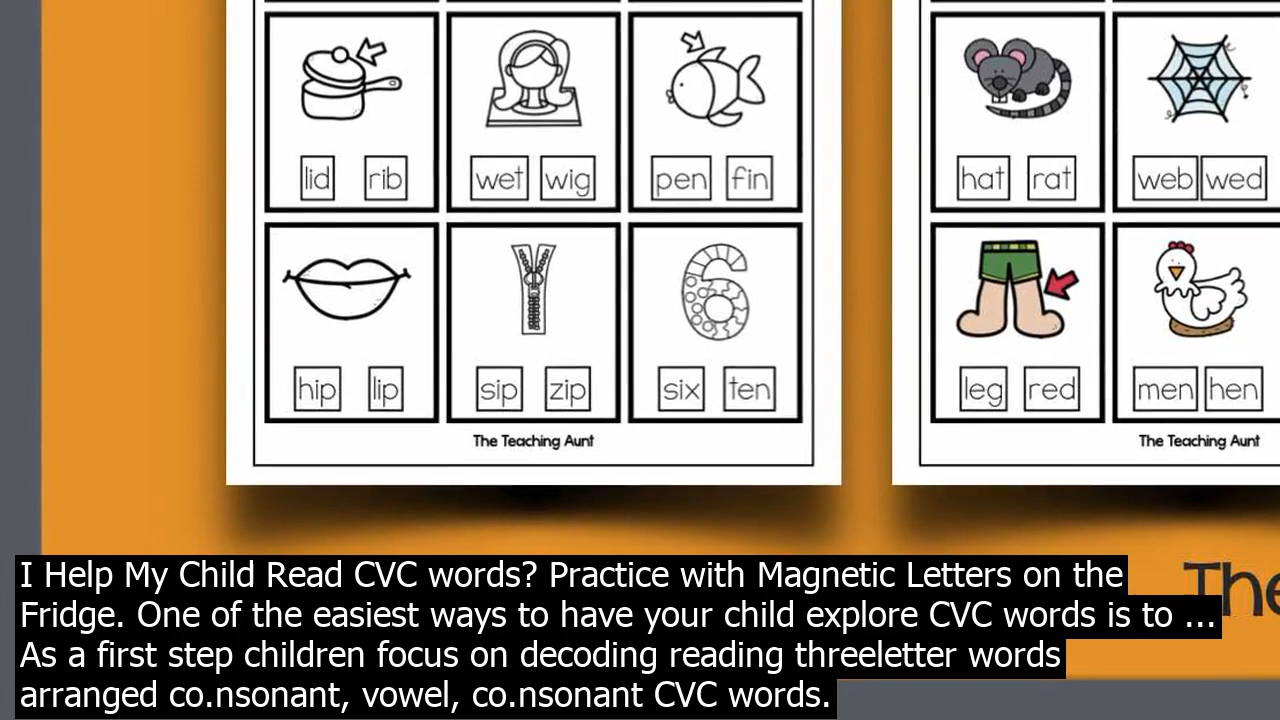 lid rib
wet wig
pen fin
hat rat
web wed
hip lip
sip zip
six ten
leg red
men hen
The Teaching Aunt
The Teaching Aunt
The
I Help My Child Read CVC words? Practice with Magnetic Letters on the
Fridge. One of the easiest ways to have your child explore CVC words is to ...
As a first step children focus on decoding reading threeletter words
arranged co.nsonant, vowel, co.nsonant CVC words.